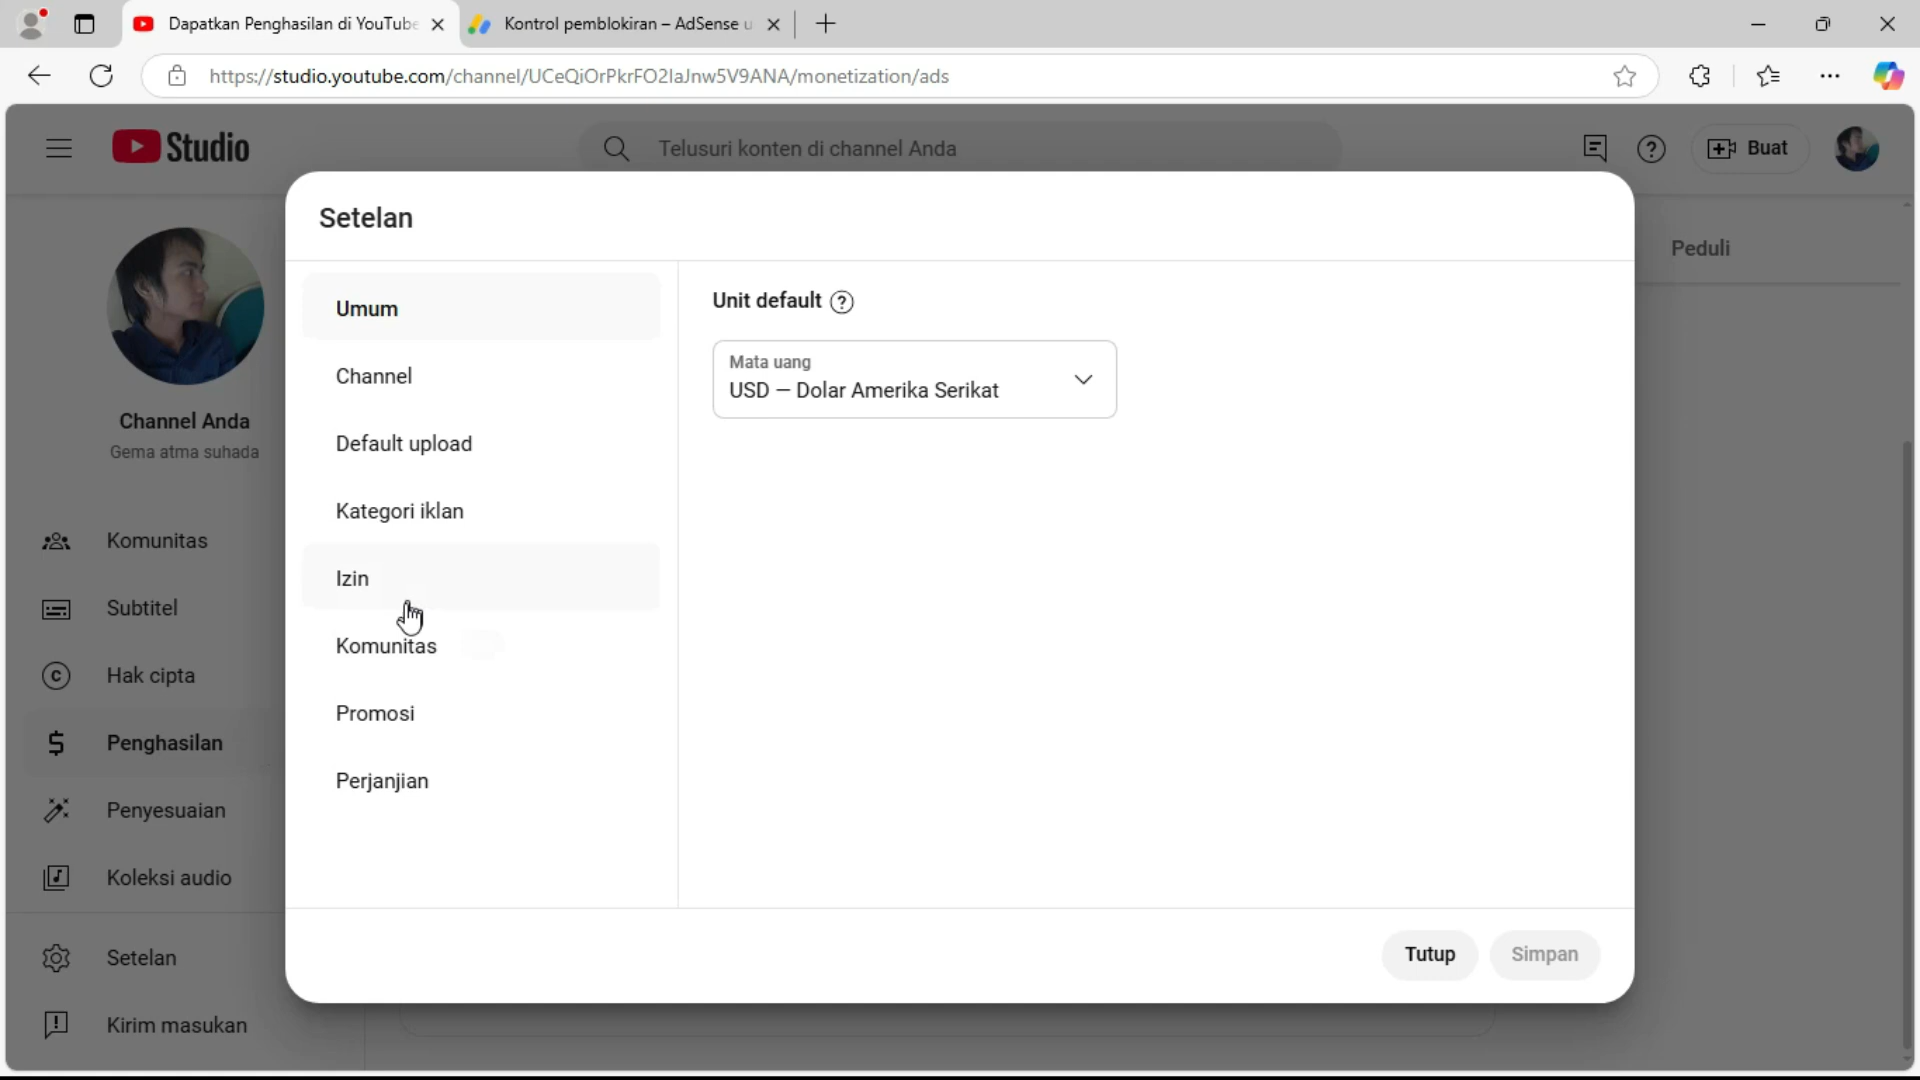 Dapatkan Penghasilan di YouTube
Kontrol pemblokiran – AdSense u
https://studio.youtube.com/channel/UCeQiOrPkrFO2IaJnw5V9ANA/monetization/ads
Studio
Telusuri konten di channel Anda
Buat
Setelan
Peduli
Umum
Channel
Default upload
Kategori iklan
Izin
Komunitas
Promosi
Perjanjian
Unit default
Mata uang
USD — Dolar Amerika Serikat
Tutup
Simpan
Channel Anda
Gema atma suhada
Komunitas
Subtitel
Hak cipta
Penghasilan
Penyesuaian
Koleksi audio
Setelan
Kirim masukan